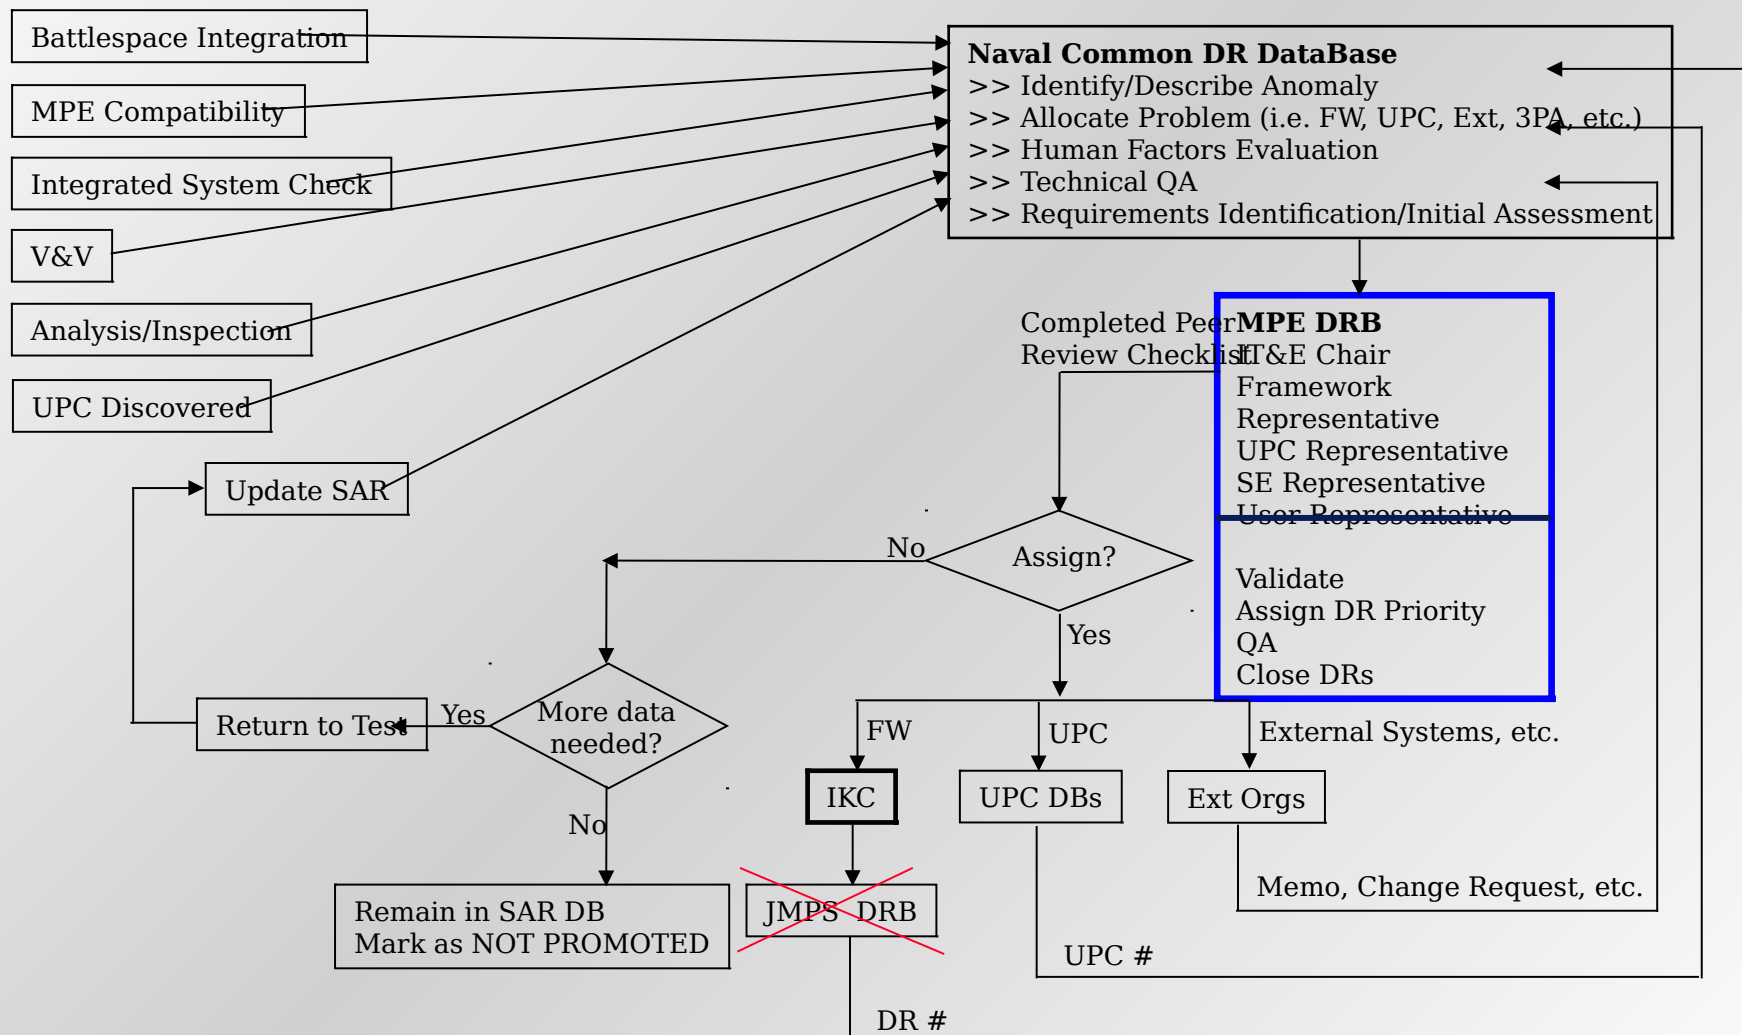 Battlespace Integration
MPE Compatibility
Integrated System Check
V&V
Analysis/Inspection
UPC Discovered
Update SAR
Naval Common DR DataBase
>> Identify/Describe Anomaly
>> Allocate Problem (i.e. FW, UPC, Ext, 3PA, etc.)
>> Human Factors Evaluation
>> Technical QA
>> Requirements Identification/Initial Assessment
Completed Peer
Review Checklist
MPE DRB
IT&E Chair
Framework
Representative
UPC Representative
SE Representative
User Representative
Validate
Assign DR Priority
QA
Close DRs
Assign?
No
Yes
More data
needed?
Yes
Return to Test
No
Remain in SAR DB
Mark as NOT PROMOTED
FW
UPC
External Systems, etc.
IKC
UPC DBs
Ext Orgs
JMPS DRB
Memo, Change Request, etc.
UPC #
DR #